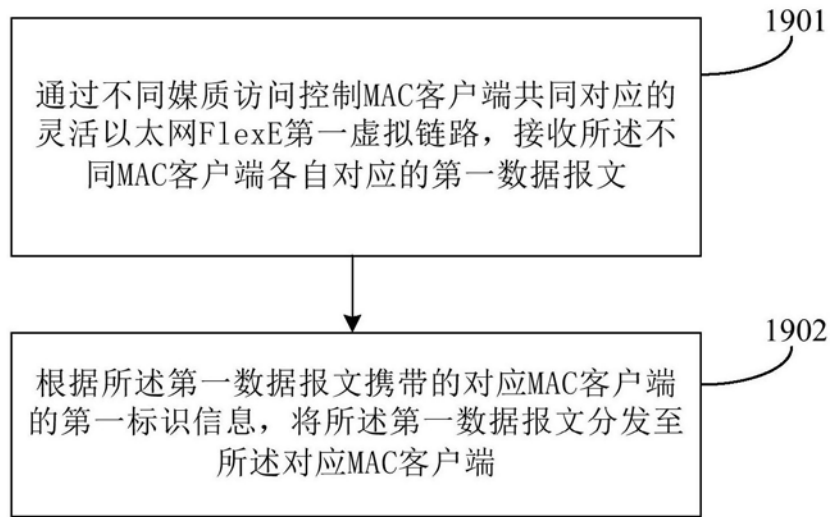 1901
通过不同媒质访问控制MAC客户端共同对应的
灵活以太网FlexE第一虚拟链路，接收所述不
同MAC客户端各自对应的第一数据报文
1902
根据所述第一数据报文携带的对应MAC客户端
的第一标识信息，将所述第一数据报文分发至
所述对应MAC客户端